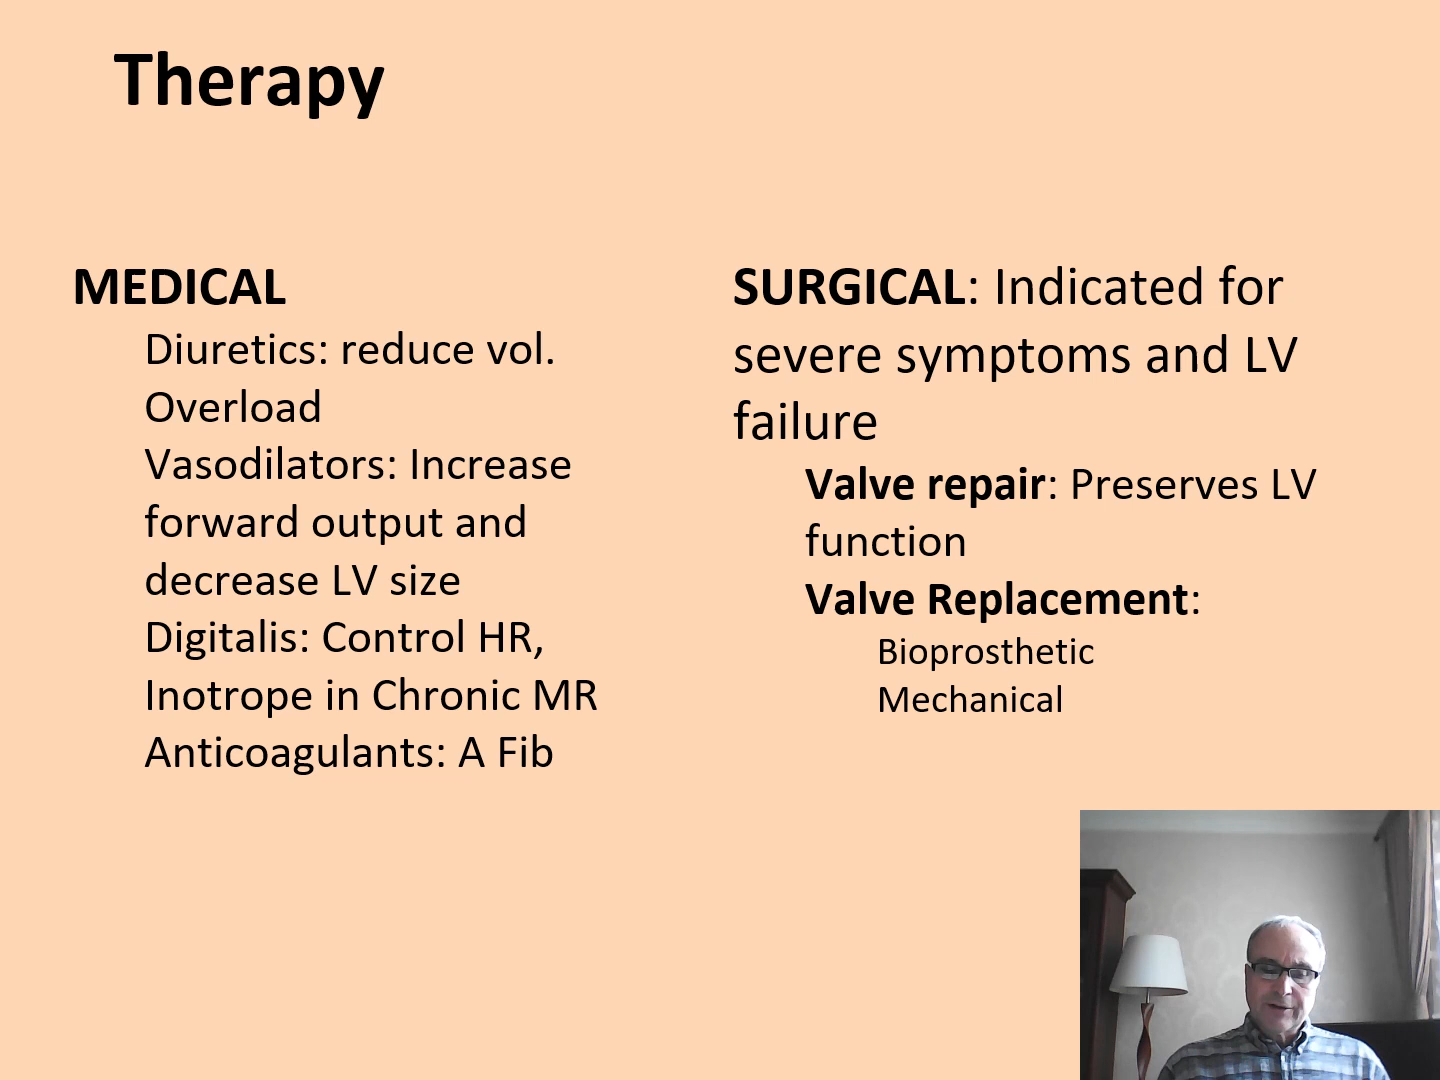 Therapy
MEDICAL
Diuretics: reduce vol.
Overload
Vasodilators: Increase
forward output and
decrease LV size
Digitalis: Control HR,
Inotrope in Chronic MR
Anticoagulants: A Fib
SURGICAL: Indicated for
severe symptoms and LV
failure
Valve repair: Preserves LV
function
Valve Replacement:
Bioprosthetic
Mechanical